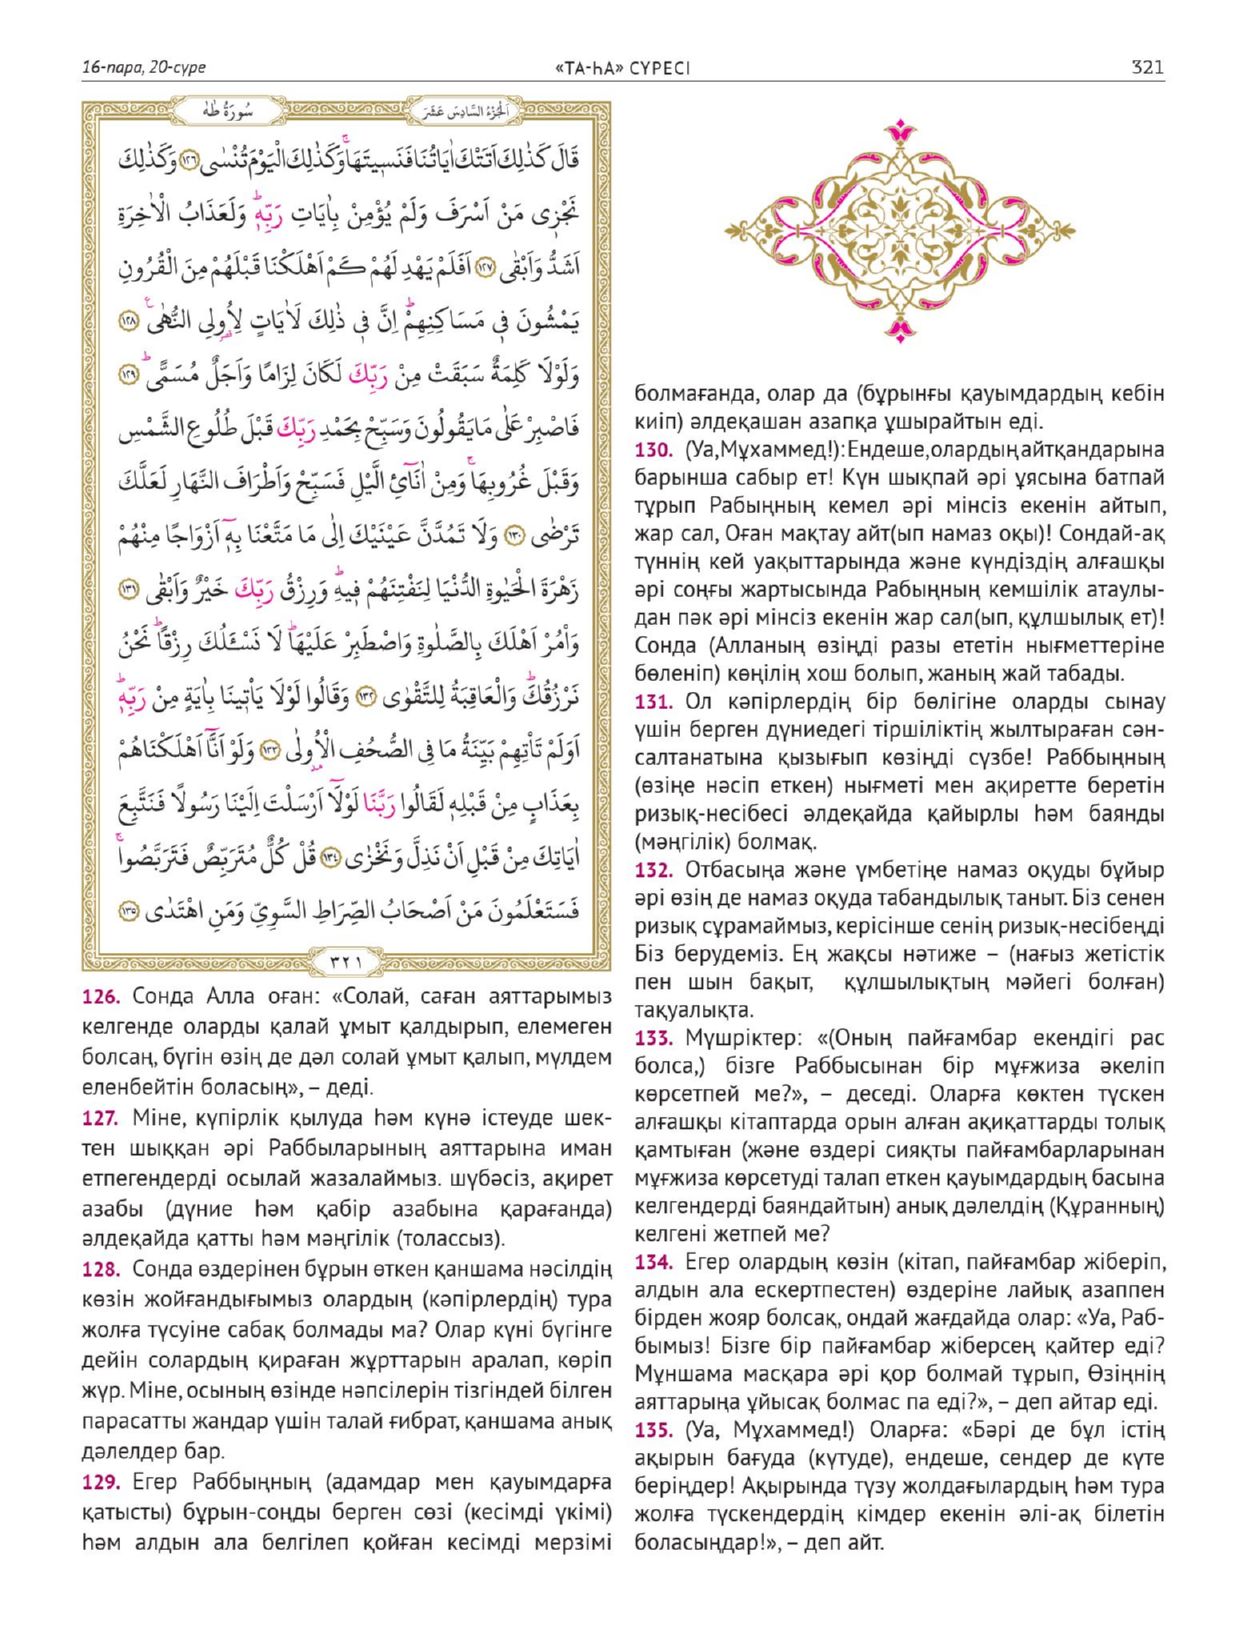 16-пара, 20-сүре
«ТА-ҺА» СҮРЕСІ
321
سُورَةُ طٰهٰ
اَلْجُزْءُ السَّادِسَ عَشَرَ
قَالَ كَذٰلِكَ اَتَتْكَ اٰيَاتُنَا فَنَس۪يتَهَاۚ وَكَذٰلِكَ الْيَوْمَ تُنْسٰى ﴿١٢٦﴾ وَكَذٰلِكَ
نَجْز۪ي مَنْ اَسْرَفَ وَلَمْ يُؤْمِنْ بِاٰيَاتِ رَبِّه۪ۜ وَلَعَذَابُ الْاٰخِرَةِ
اَشَدُّ وَاَبْقٰى ﴿١٢٧﴾ اَفَلَمْ يَهْدِ لَهُمْ كَمْ اَهْلَكْنَا قَبْلَهُمْ مِنَ الْقُرُونِ
يَمْشُونَ ف۪ي مَسَاكِنِهِمْۜ اِنَّ ف۪ي ذٰلِكَ لَاٰيَاتٍ لِاُو۬لِي النُّهٰى۟ ﴿١٢٨﴾
وَلَوْلَا كَلِمَةٌ سَبَقَتْ مِنْ رَبِّكَ لَكَانَ لِزَامًا وَاَجَلٌ مُسَمًّىۜ ﴿١٢٩﴾
فَاصْبِرْ عَلٰى مَا يَقُولُونَ وَسَبِّحْ بِحَمْدِ رَبِّكَ قَبْلَ طُلُوعِ الشَّمْسِ
وَقَبْلَ غُرُوبِهَاۚ وَمِنْ اٰنَٓائِ الَّيْلِ فَسَبِّحْ وَاَطْرَافَ النَّهَارِ لَعَلَّكَ
تَرْضٰى ﴿١٣٠﴾ وَلَا تَمُدَّنَّ عَيْنَيْكَ اِلٰى مَا مَتَّعْنَا بِه۪ٓ اَزْوَاجًا مِنْهُمْ
زَهْرَةَ الْحَيٰوةِ الدُّنْيَا لِنَفْتِنَهُمْ ف۪يهِۜ وَرِزْقُ رَبِّكَ خَيْرٌ وَاَبْقٰى ﴿١٣١﴾
وَأْمُرْ اَهْلَكَ بِالصَّلٰوةِ وَاصْطَبِرْ عَلَيْهَاۜ لَا نَسْـَٔلُكَ رِزْقًاۜ نَحْنُ
نَرْزُقُكَۜ وَالْعَاقِبَةُ لِلتَّقْوٰى ﴿١٣٢﴾ وَقَالُوا لَوْلَا يَأْت۪ينَا بِاٰيَةٍ مِنْ رَبِّه۪ۜ
اَوَلَمْ تَأْتِهِمْ بَيِّنَةُ مَا فِي الصُّحُفِ الْاُو۫لٰى ﴿١٣٣﴾ وَلَوْ اَنَّٓا اَهْلَكْنَاهُمْ
بِعَذَابٍ مِنْ قَبْلِه۪ لَقَالُوا رَبَّنَا لَوْلَٓا اَرْسَلْتَ اِلَيْنَا رَسُولًا فَنَتَّبِعَ
اٰيَاتِكَ مِنْ قَبْلِ اَنْ نَذِلَّ وَنَخْزٰى ﴿١٣٤﴾ قُلْ كُلٌّ مُتَرَبِّصٌ فَتَرَبَّصُواۚ
فَسَتَعْلَمُونَ مَنْ اَصْحَابُ الصِّرَاطِ السَّوِيِّ وَمَنِ اهْتَدٰى ﴿١٣٥﴾
٣٢١
126. Сонда Алла оған: «Солай, саған аяттарымыз
келгенде оларды қалай ұмыт қалдырып, елемеген
болсаң, бүгін өзің де дәл солай ұмыт қалып, мүлдем
еленбейтін боласың», – деді.
127. Міне, күпірлік қылуда һәм күнә істеуде шек-
тен шыққан әрі Раббыларының аяттарына иман
етпегендерді осылай жазалаймыз. шүбәсіз, ақирет
азабы (дүние һәм қабір азабына қарағанда)
әлдеқайда қатты һәм мәңгілік (толассыз).
128. Сонда өздерінен бұрын өткен қаншама нәсілдің
көзін жойғандығымыз олардың (кәпірлердің) тура
жолға түсуіне сабақ болмады ма? Олар күні бүгінге
дейін солардың қираған жұрттарын аралап, көріп
жүр. Міне, осының өзінде нәпсілерін тізгіндей білген
парасатты жандар үшін талай ғибрат, қаншама анық
дәлелдер бар.
129. Егер Раббыңның (адамдар мен қауымдарға
қатысты) бұрын-соңды берген сөзі (кесімді үкімі)
һәм алдын ала белгілеп қойған кесімді мерзімі
болмағанда, олар да (бұрынғы қауымдардың кебін
киіп) әлдеқашан азапқа ұшырайтын еді.
130. (Уа, Мұхаммед!): Ендеше, олардың айтқандарына
барынша сабыр ет! Күн шықпай әрі ұясына батпай
тұрып Рабыңның кемел әрі мінсіз екенін айтып,
жар сал, Оған мақтау айт(ып намаз оқы)! Сондай-ақ
түннің кей уақыттарында және күндіздің алғашқы
әрі соңғы жартысында Рабыңның кемшілік атаулы-
дан пәк әрі мінсіз екенін жар сал(ып, құлшылық ет)!
Сонда (Алланың өзіңді разы ететін нығметтеріне
бөленіп) көңілің хош болып, жаның жай табады.
131. Ол кәпірлердің бір бөлігіне оларды сынау
үшін берген дүниедегі тіршіліктің жылтыраған сән-
салтанатына қызығып көзіңді сүзбе! Раббыңның
(өзіңе нәсіп еткен) нығметі мен ақиретте беретін
ризық-несібесі әлдеқайда қайырлы һәм баянды
(мәңгілік) болмақ.
132. Отбасыңа және үмбетіңе намаз оқуды бұйыр
әрі өзің де намаз оқуда табандылық таныт. Біз сенен
ризық сұрамаймыз, керісінше сенің ризық-несібеңді
Біз берудеміз. Ең жақсы нәтиже – (нағыз жетістік
пен шын бақыт, құлшылықтың мәйегі болған)
тақуалықта.
133. Мүшріктер: «(Оның пайғамбар екендігі рас
болса,) бізге Раббысынан бір мұғжиза әкеліп
көрсетпей ме?», – деседі. Оларға көктен түскен
алғашқы кітаптарда орын алған ақиқаттарды толық
қамтыған (және өздері сияқты пайғамбарларынан
мұғжиза көрсетуді талап еткен қауымдардың басына
келгендерді баяндайтын) анық дәлелдің (Құранның)
келгені жетпей ме?
134. Егер олардың көзін (кітап, пайғамбар жіберіп,
алдын ала ескертпестен) өздеріне лайық азаппен
бірден жояр болсақ, ондай жағдайда олар: «Уа, Раб-
бымыз! Бізге бір пайғамбар жіберсең қайтер еді?
Мұншама масқара әрі қор болмай тұрып, Өзіңнің
аяттарыңа ұйысақ болмас па еді?», – деп айтар еді.
135. (Уа, Мұхаммед!) Оларға: «Бәрі де бұл істің
ақырын бағуда (күтуде), ендеше, сендер де күте
беріңдер! Ақырында түзу жолдағылардың һәм тура
жолға түскендердің кімдер екенін әлі-ақ білетін
боласыңдар!», – деп айт.